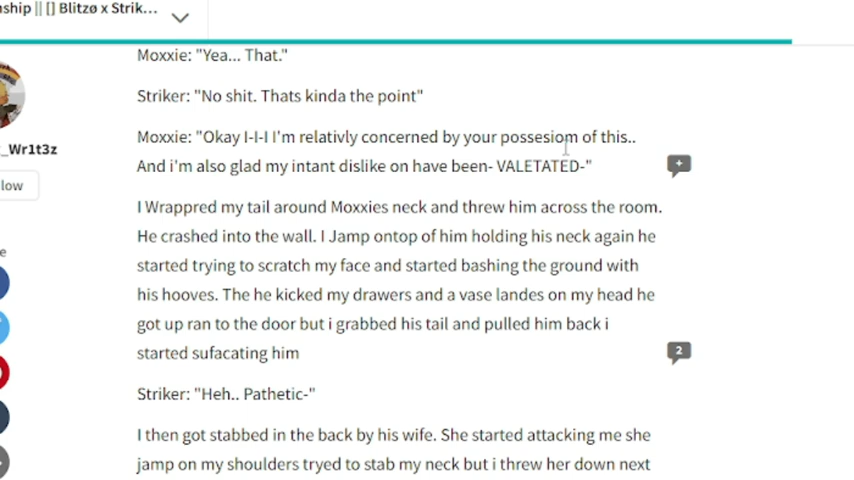 ship || [] Blitzø x Strik...
Moxxie: "Yea... That."
_Wr1t3z
low
e
Striker: "No shit. Thats kinda the point"
Moxxie: "Okay I-I-I I'm relativly concerned by your possesiom of this..
And i'm also glad my intant dislike on have been- VALETATED-"
+
I Wrappred my tail around Moxxies neck and threw him across the room.
He crashed into the wall. I Jamp ontop of him holding his neck again he
started trying to scratch my face and started bashing the ground with
his hooves. The he kicked my drawers and a vase landes on my head he
got up ran to the door but i grabbed his tail and pulled him back i
started sufacating him
2
Striker: "Heh.. Pathetic-"
I then got stabbed in the back by his wife. She started attacking me she
jamp on my shoulders tryed to stab my neck but i threw her down next